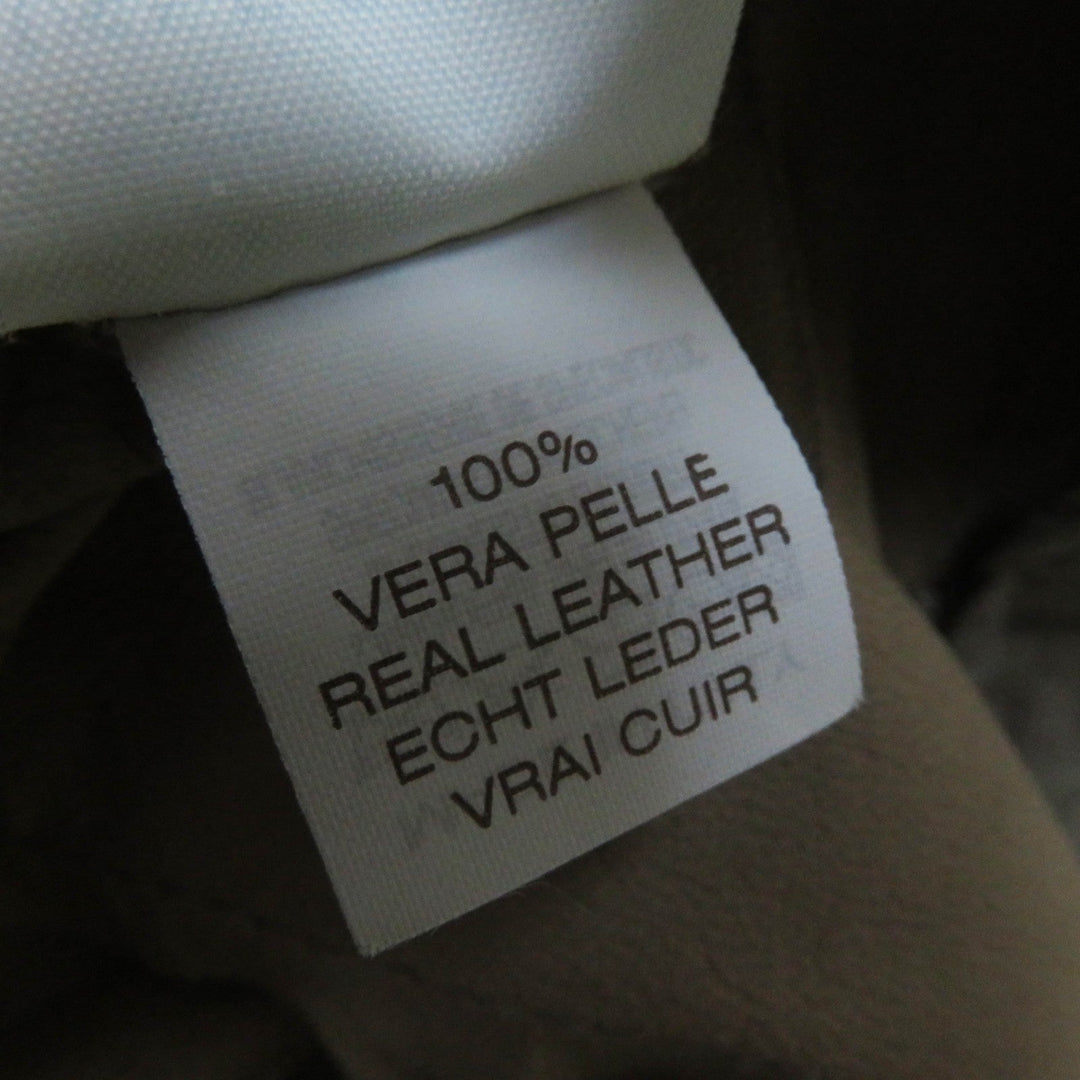 100%
VERA PELLE
REAL LEATHER
ECHT LEDER
VRAI CUIR